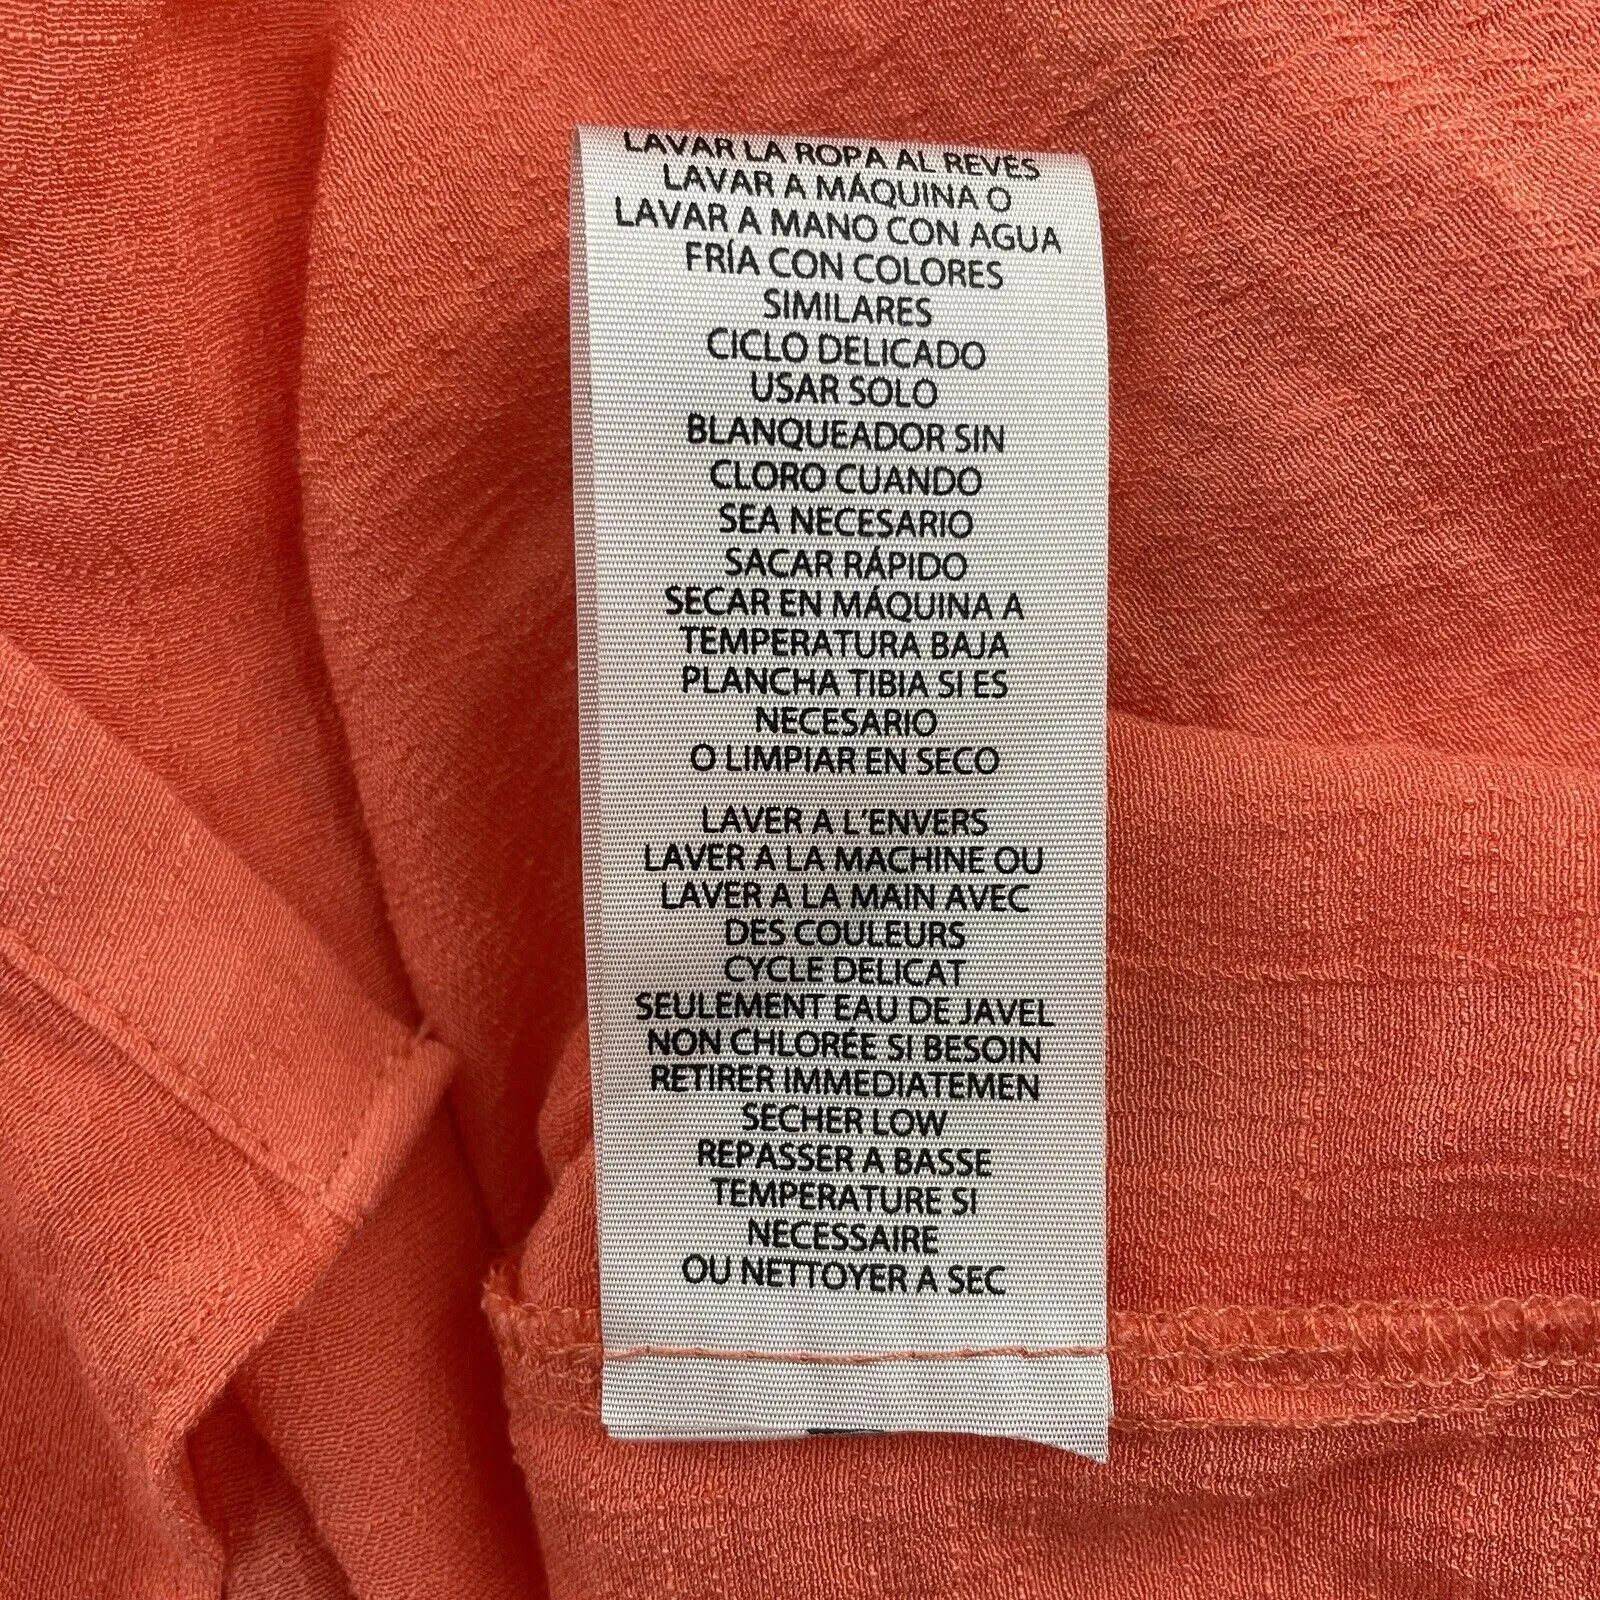 LAVAR LA ROPA AL REVÉS
LAVAR A MÁQUINA O
LAVAR A MANO CON AGUA
FRÍA CON COLORES
SIMILARES
CICLO DELICADO
USAR SOLO
BLANQUEADOR SIN
CLORO CUANDO
SEA NECESARIO
SACAR RÁPIDO
SECAR EN MÁQUINA A
TEMPERATURA BAJA
PLANCHA TIBIA SI ES
NECESARIO
O LIMPIAR EN SECO
LAVER A L'ENVERS
LAVER A LA MACHINE OU
LAVER A LA MAIN AVEC
DES COULEURS
CYCLE DELICAT
SEULEMENT EAU DE JAVEL
NON CHLORÉE SI BESOIN
RETIRER IMMEDIATEMEN
SECHER LOW
REPASSER A BASSE
TEMPERATURE SI
NECESSAIRE
OU NETTOYER A SEC